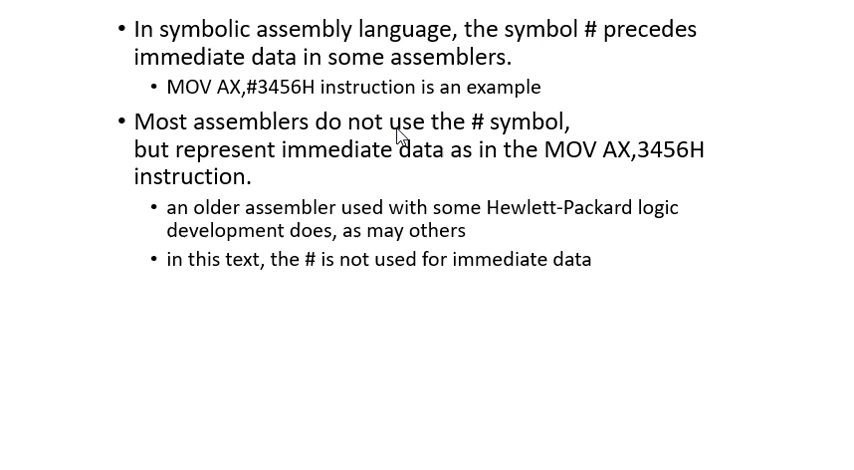 • In symbolic assembly language, the symbol # precedes
immediate data in some assemblers.
• MOV AX,#3456H instruction is an example
• Most assemblers do not use the # symbol,
but represent immediate data as in the MOV AX,3456H
instruction.
• an older assembler used with some Hewlett-Packard logic
development does, as may others
• in this text, the # is not used for immediate data